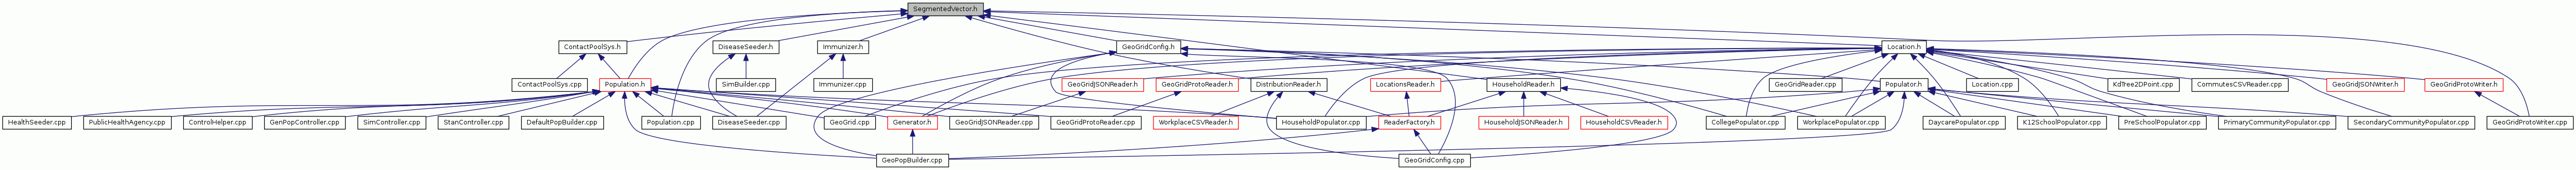 SegmentedVector.h
ContactPoolSys.h
DiseaseSeeder.h
Immunizer.h
GeoGridConfig.h
Location.h
ContactPoolSys.cpp
Population.h
SimBuilder.cpp
Immunizer.cpp
GeoGridJSONReader.h
GeoGridProtoReader.h
DistributionReader.h
LocationsReader.h
HouseholdReader.h
GeoGridReader.cpp
Populator.h
Location.cpp
KdTree2DPoint.cpp
CommutesCSVReader.cpp
GeoGridJSONWriter.h
GeoGridProtoWriter.h
HealthSeeder.cpp
PublicHealthAgency.cpp
ControlHelper.cpp
GenPopController.cpp
SimController.cpp
StanController.cpp
DefaultPopBuilder.cpp
Population.cpp
DiseaseSeeder.cpp
GeoGrid.cpp
Generator.h
GeoGridJSONReader.cpp
GeoGridProtoReader.cpp
WorkplaceCSVReader.h
HouseholdPopulator.cpp
ReaderFactory.h
HouseholdJSONReader.h
HouseholdCSVReader.h
CollegePopulator.cpp
WorkplacePopulator.cpp
DaycarePopulator.cpp
K12SchoolPopulator.cpp
PreSchoolPopulator.cpp
PrimaryCommunityPopulator.cpp
SecondaryCommunityPopulator.cpp
GeoGridProtoWriter.cpp
GeoPopBuilder.cpp
GeoGridConfig.cpp